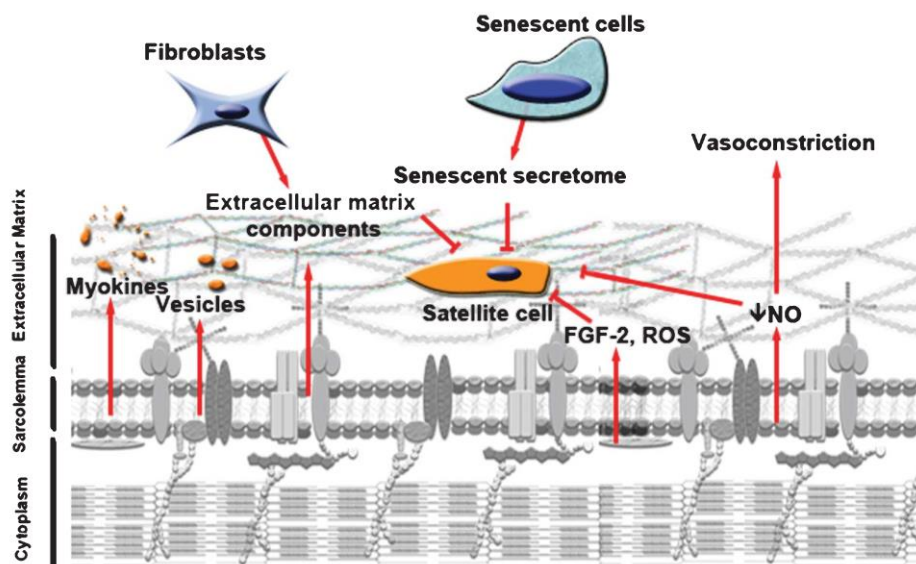 Senescent cells
Fibroblasts
Vasoconstriction
Senescent secretome
Extracellular matrix
components
Myokines
Vesicles
Satellite cell
↓NO
FGF-2, ROS
Extracellular Matrix
Sarcolemma
Cytoplasm